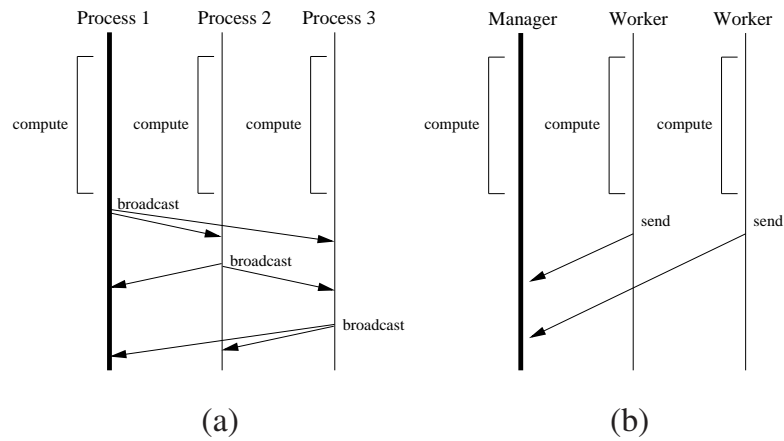 Process 1 Process 2 Process 3 Manager Worker Worker
compute compute compute compute compute compute
broadcast
send send
broadcast
broadcast
(a) (b)